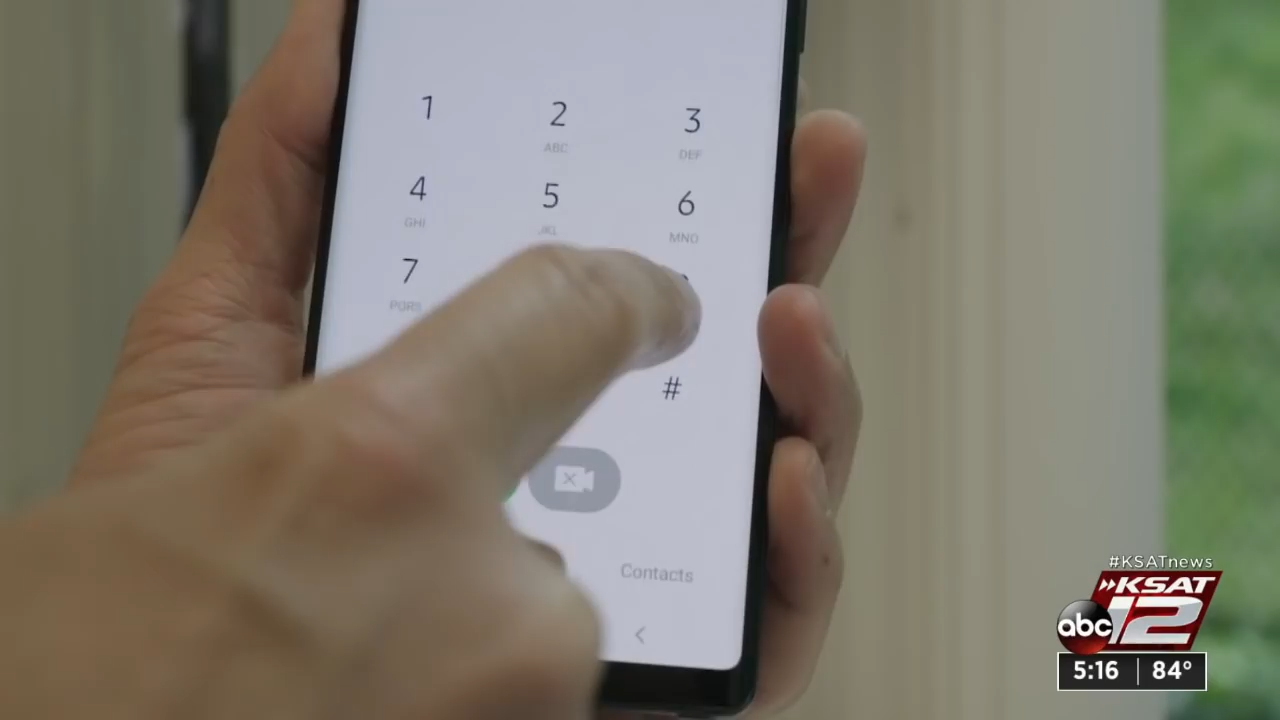 1 2 3
ABC DEF
4 5 6
GHI JKL MNO
7
PQRS
#
Contacts
#KSATnews
KSAT
abc 12
5:16 84°